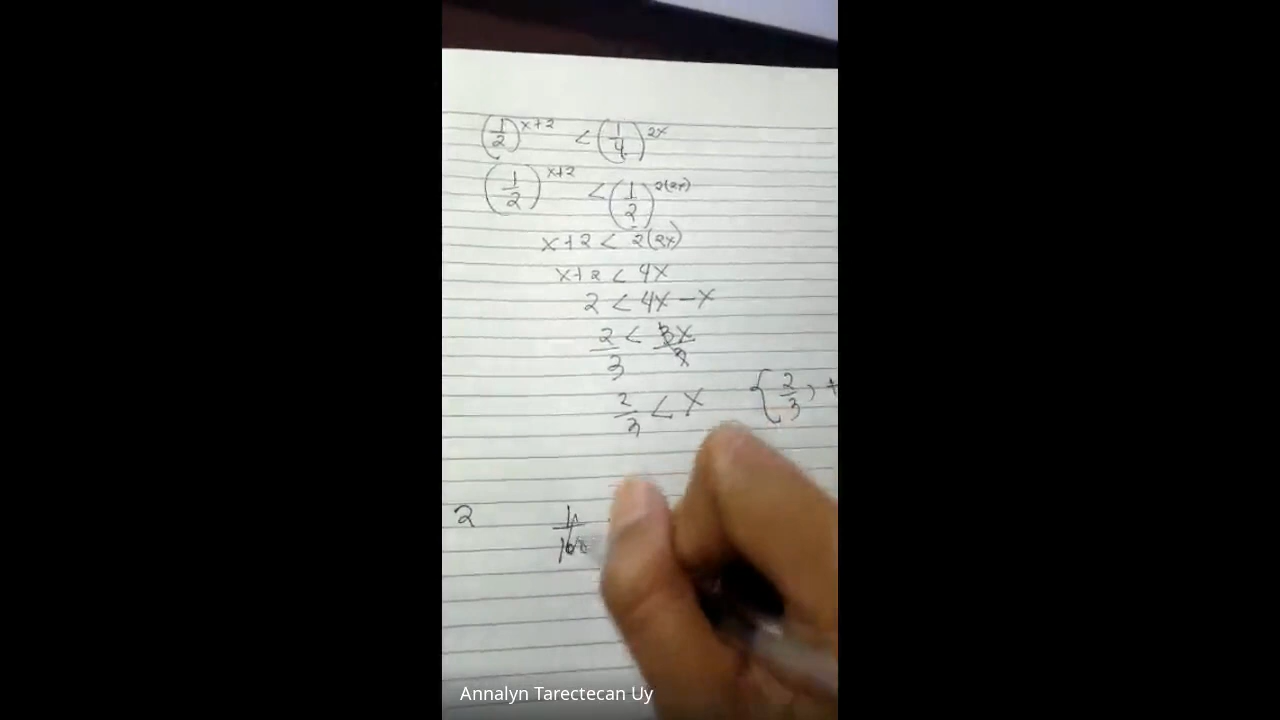 (1/2)^x+2 < (1/4)^2x
(1/2)^x+2 < (1/2)^2(2x)
x+2 < 2(2x)
x+2 < 4x
2 < 4x - x
2/3 < 3x/3
2/3 < x {2/3, +
2
Annalyn Tarectecan Uy